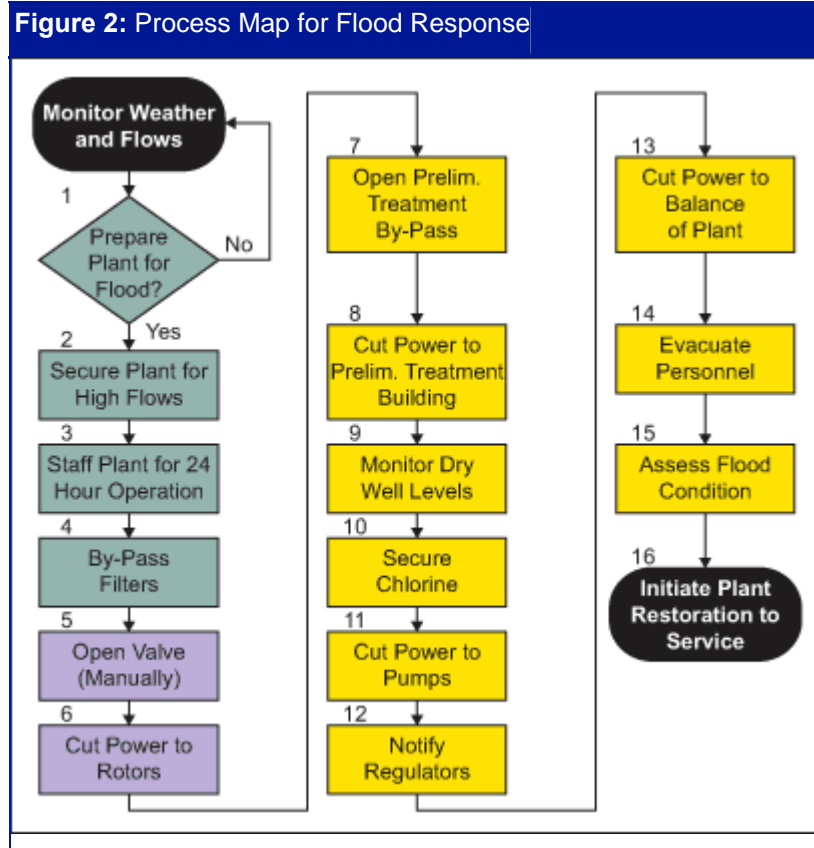 Figure 2: Process Map for Flood Response
Monitor Weather
and Flows
1
Prepare
Plant for
Flood?
No
Yes
2
Secure Plant for
High Flows
3
Staff Plant for 24
Hour Operation
4
By-Pass
Filters
5
Open Valve
(Manually)
6
Cut Power to
Rotors
7
Open Prelim.
Treatment
By-Pass
8
Cut Power to
Prelim. Treatment
Building
9
Monitor Dry
Well Levels
10
Secure
Chlorine
11
Cut Power to
Pumps
12
Notify
Regulators
13
Cut Power to
Balance
of Plant
14
Evacuate
Personnel
15
Assess Flood
Condition
16
Initiate Plant
Restoration to
Service